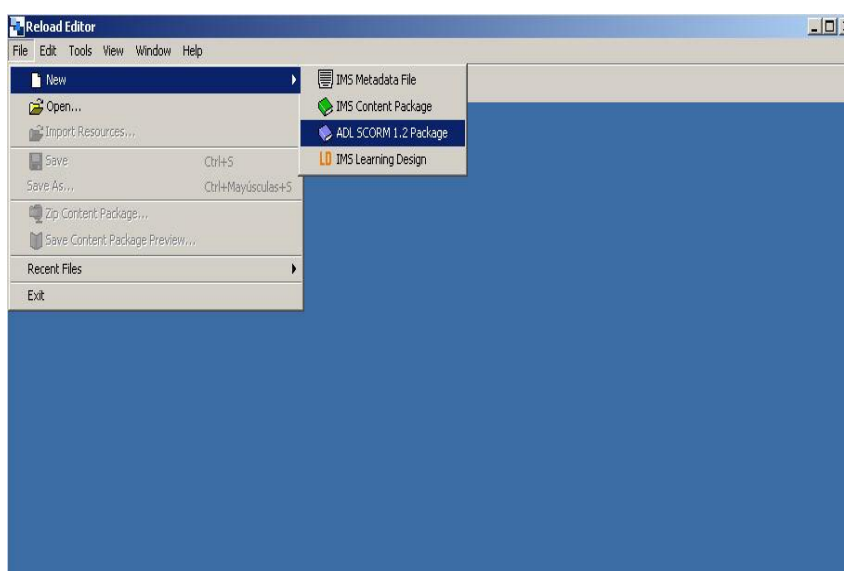 Reload Editor
File Edit Tools View Window Help
New
IMS Metadata File
Open...
IMS Content Package
Import Resources...
ADL SCORM 1.2 Package
Save Ctrl+S
LD IMS Learning Design
Save As... Ctrl+Mayúsculas+S
Zip Content Package...
Save Content Package Preview...
Recent Files
Exit